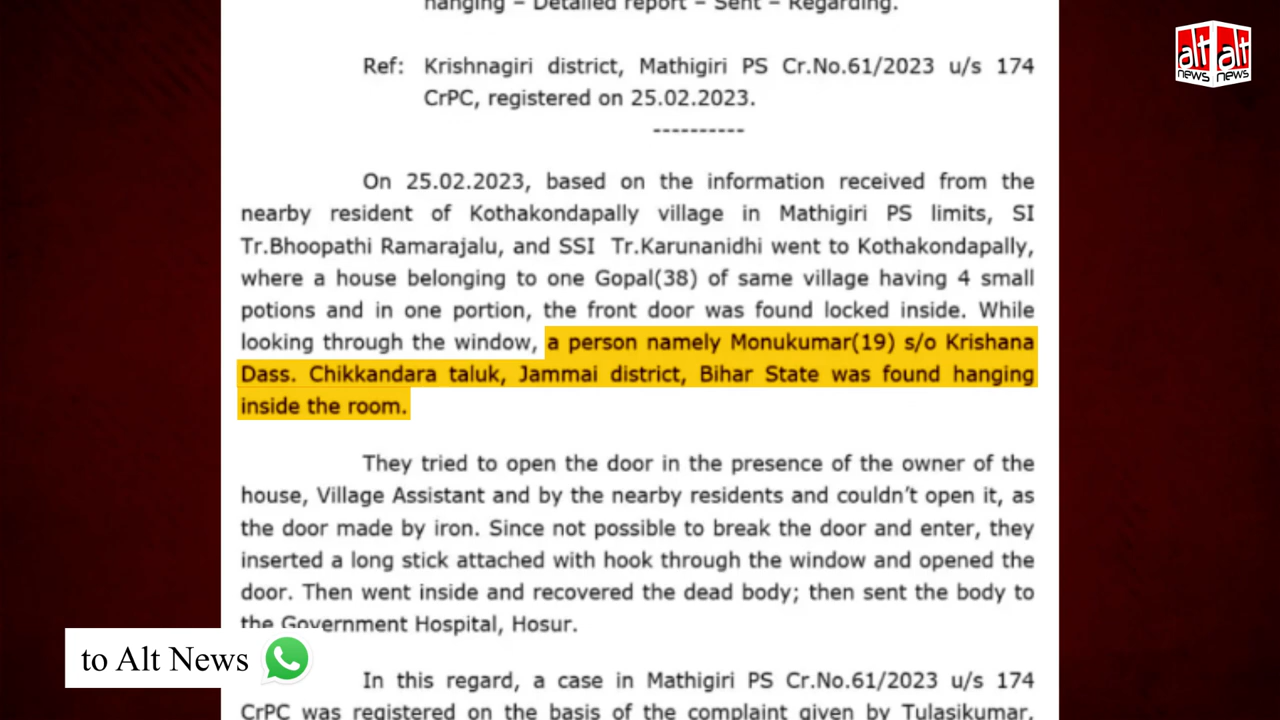 hanging – Detailed report – Sent – Regarding.
alt alt
news news
Ref: Krishnagiri district, Mathigiri PS Cr.No.61/2023 u/s 174
CrPC, registered on 25.02.2023.
----------
On 25.02.2023, based on the information received from the
nearby resident of Kothakondapally village in Mathigiri PS limits, SI
Tr.Bhoopathi Ramarajalu, and SSI Tr.Karunanidhi went to Kothakondapally,
where a house belonging to one Gopal(38) of same village having 4 small
potions and in one portion, the front door was found locked inside. While
looking through the window, a person namely Monukumar(19) s/o Krishana
Dass. Chikkandara taluk, Jammai district, Bihar State was found hanging
inside the room.
They tried to open the door in the presence of the owner of the
house, Village Assistant and by the nearby residents and couldn't open it, as
the door made by iron. Since not possible to break the door and enter, they
inserted a long stick attached with hook through the window and opened the
door. Then went inside and recovered the dead body; then sent the body to
the Government Hospital, Hosur.
to Alt News
In this regard, a case in Mathigiri PS Cr.No.61/2023 u/s 174
CrPC was registered on the basis of the complaint given by Tulasikumar,